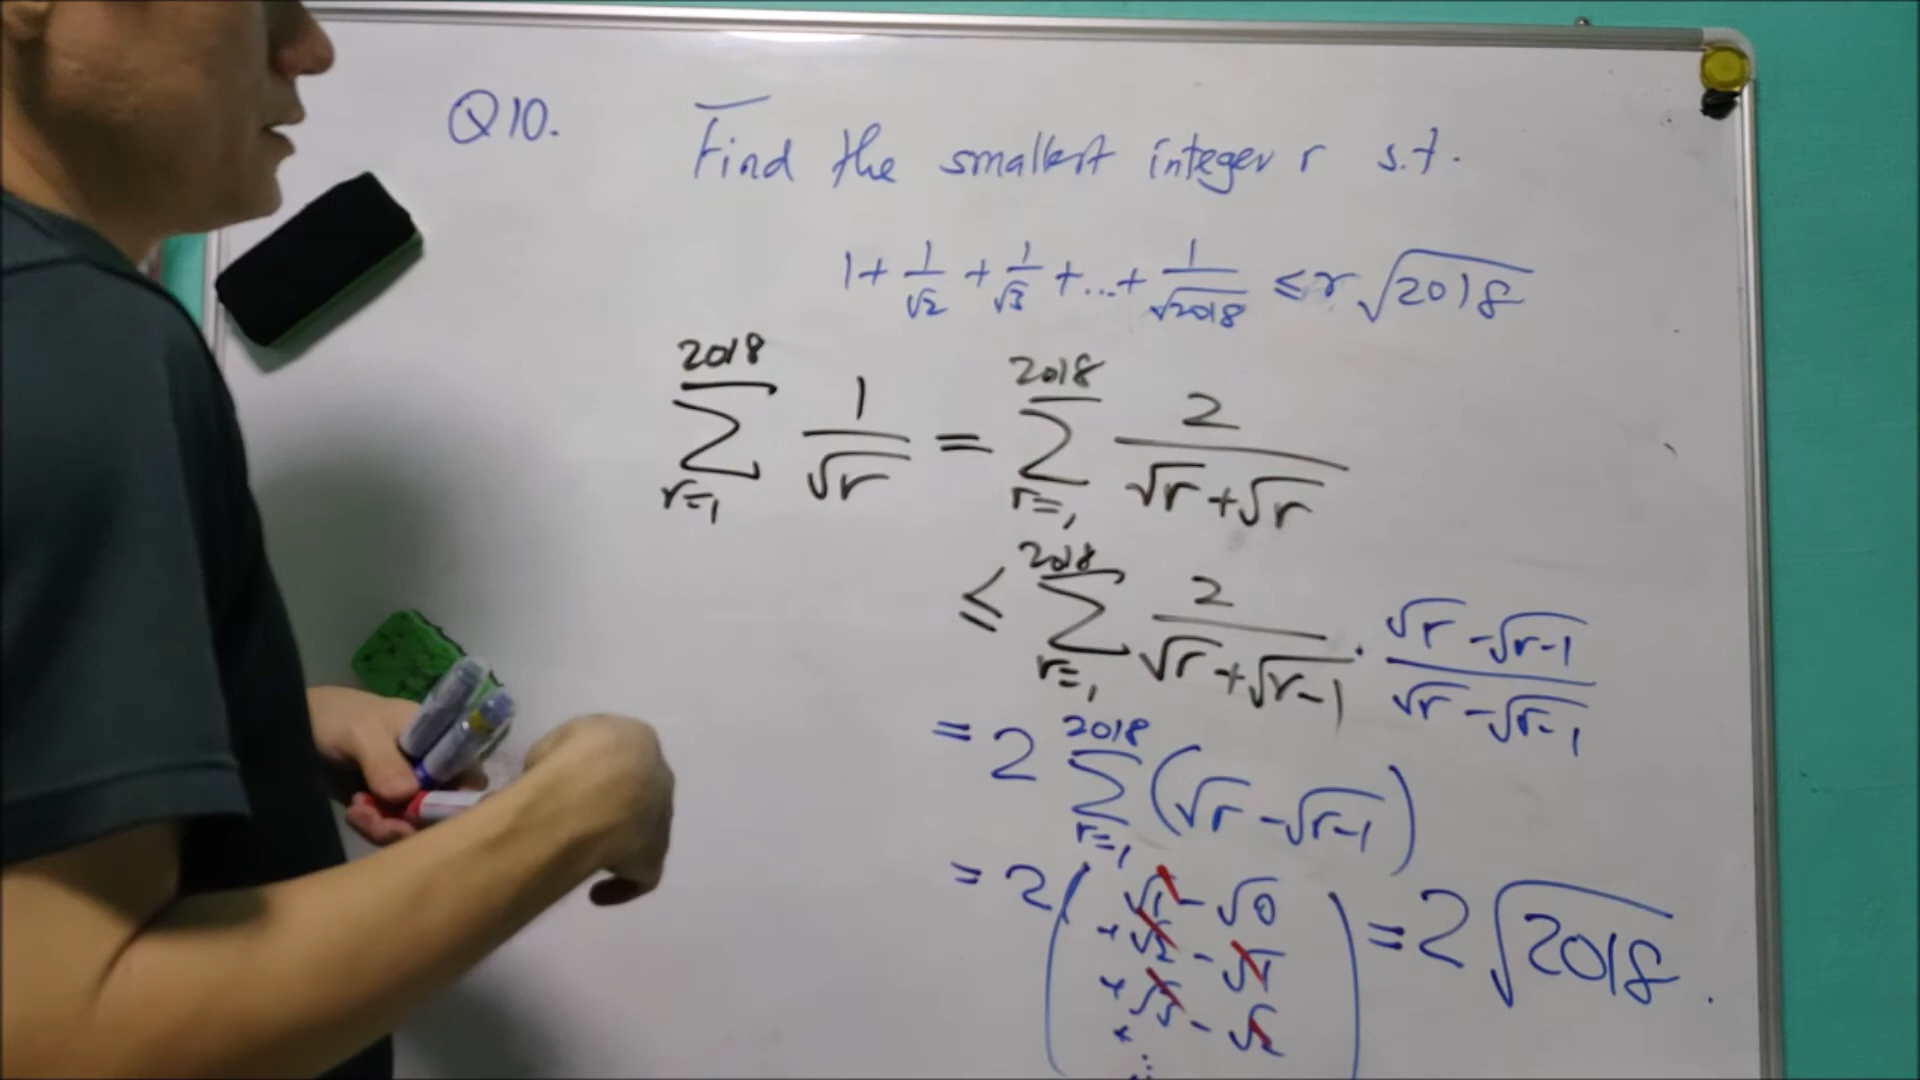 Q10. Find the smallest integer r s.t.
1 + 1/√2 + 1/√3 + ... + 1/√2018 ≤ r √2018
2018 ∑ r=1 1/√r = 2018 ∑ r=1 2/(√r + √r)
≤ 2018 ∑ r=1 2/(√r + √r-1) · (√r - √r-1)/(√r - √r-1)
= 2 2018 ∑ r=1 (√r - √r-1)
= 2 ( √1 - √0 ) = 2 √2018.
+ √2 - √1
+ √3 - √2
+ ...